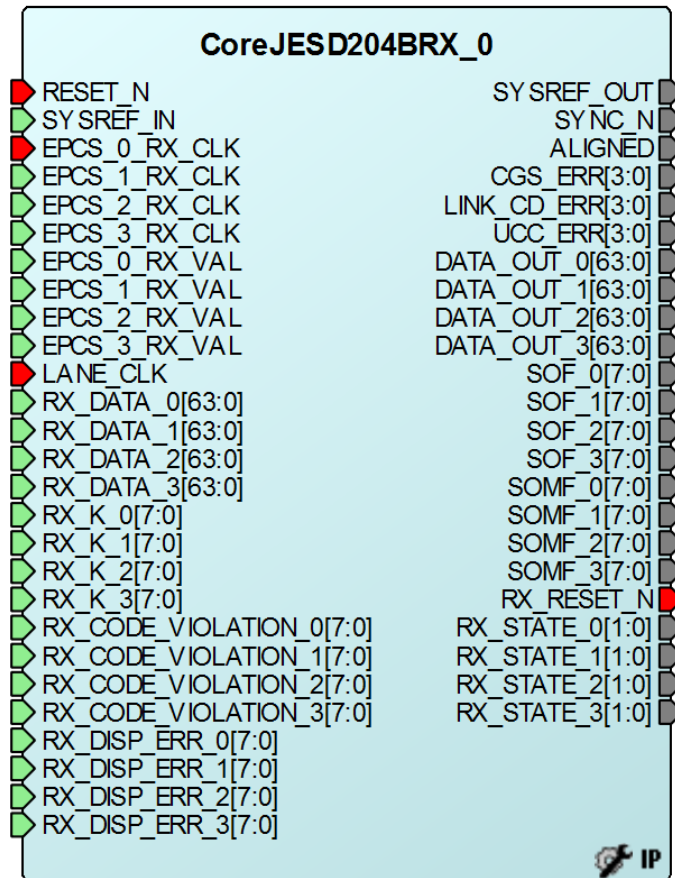 CoreJESD204BRX_0
RESET_N
SYSREF_IN
EPCS_0_RX_CLK
EPCS_1_RX_CLK
EPCS_2_RX_CLK
EPCS_3_RX_CLK
EPCS_0_RX_VAL
EPCS_1_RX_VAL
EPCS_2_RX_VAL
EPCS_3_RX_VAL
LANE_CLK
RX_DATA_0[63:0]
RX_DATA_1[63:0]
RX_DATA_2[63:0]
RX_DATA_3[63:0]
RX_K_0[7:0]
RX_K_1[7:0]
RX_K_2[7:0]
RX_K_3[7:0]
RX_CODE_VIOLATION_0[7:0]
RX_CODE_VIOLATION_1[7:0]
RX_CODE_VIOLATION_2[7:0]
RX_CODE_VIOLATION_3[7:0]
RX_DISP_ERR_0[7:0]
RX_DISP_ERR_1[7:0]
RX_DISP_ERR_2[7:0]
RX_DISP_ERR_3[7:0]
SYSREF_OUT
SYNC_N
ALIGNED
CGS_ERR[3:0]
LINK_CD_ERR[3:0]
UCC_ERR[3:0]
DATA_OUT_0[63:0]
DATA_OUT_1[63:0]
DATA_OUT_2[63:0]
DATA_OUT_3[63:0]
SOF_0[7:0]
SOF_1[7:0]
SOF_2[7:0]
SOF_3[7:0]
SOMF_0[7:0]
SOMF_1[7:0]
SOMF_2[7:0]
SOMF_3[7:0]
RX_RESET_N
RX_STATE_0[1:0]
RX_STATE_1[1:0]
RX_STATE_2[1:0]
RX_STATE_3[1:0]
IP